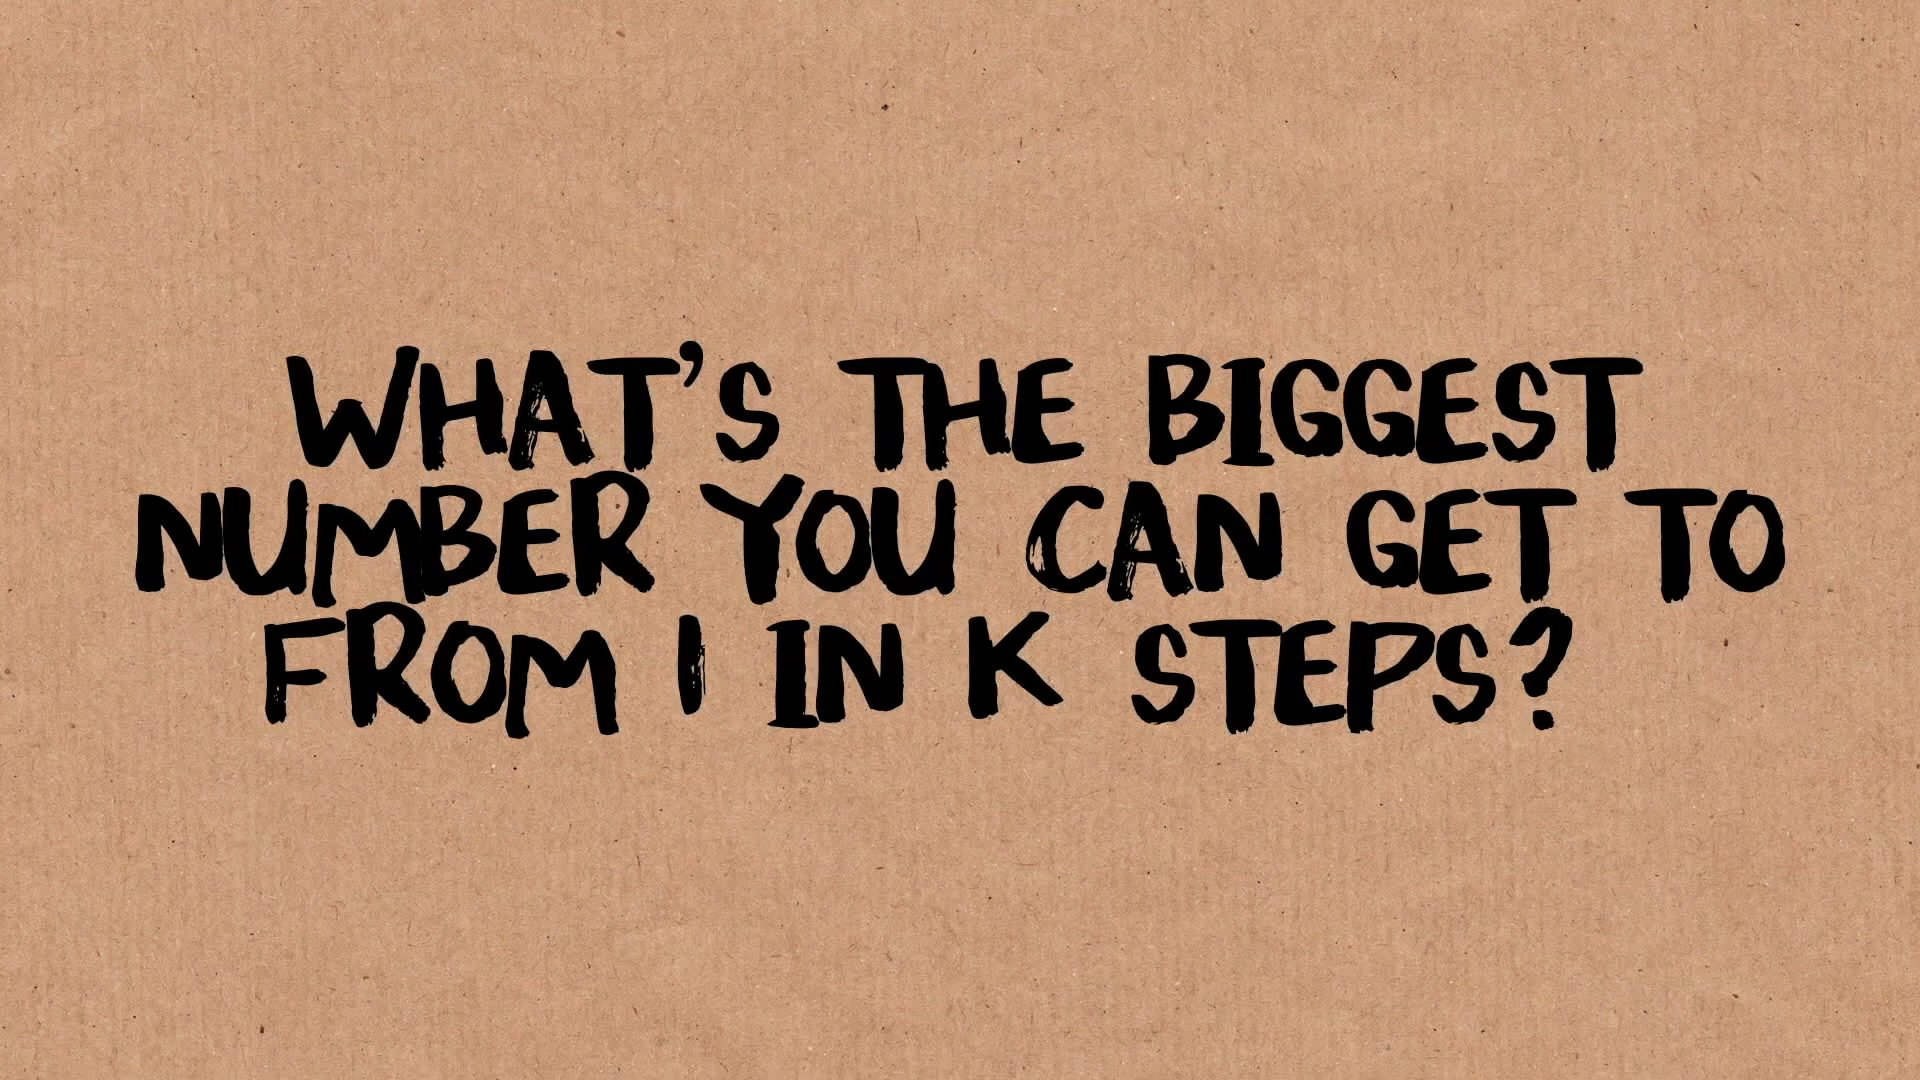 WHAT'S THE BIGGEST
NUMBER YOU CAN GET TO
FROM 1 IN K STEPS?